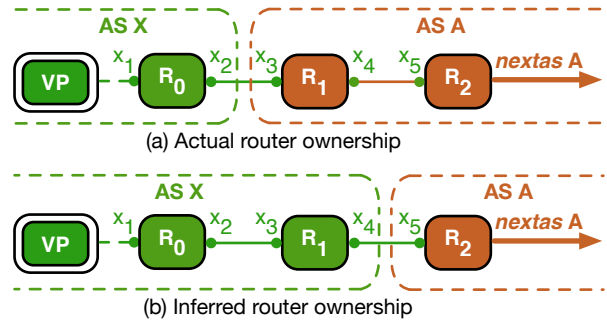 AS X AS A
VP x1 R0 x2 x3 R1 x4 x5 R2 nextas A
(a) Actual router ownership
AS X AS A
VP x1 R0 x2 x3 R1 x4 x5 R2 nextas A
(b) Inferred router ownership